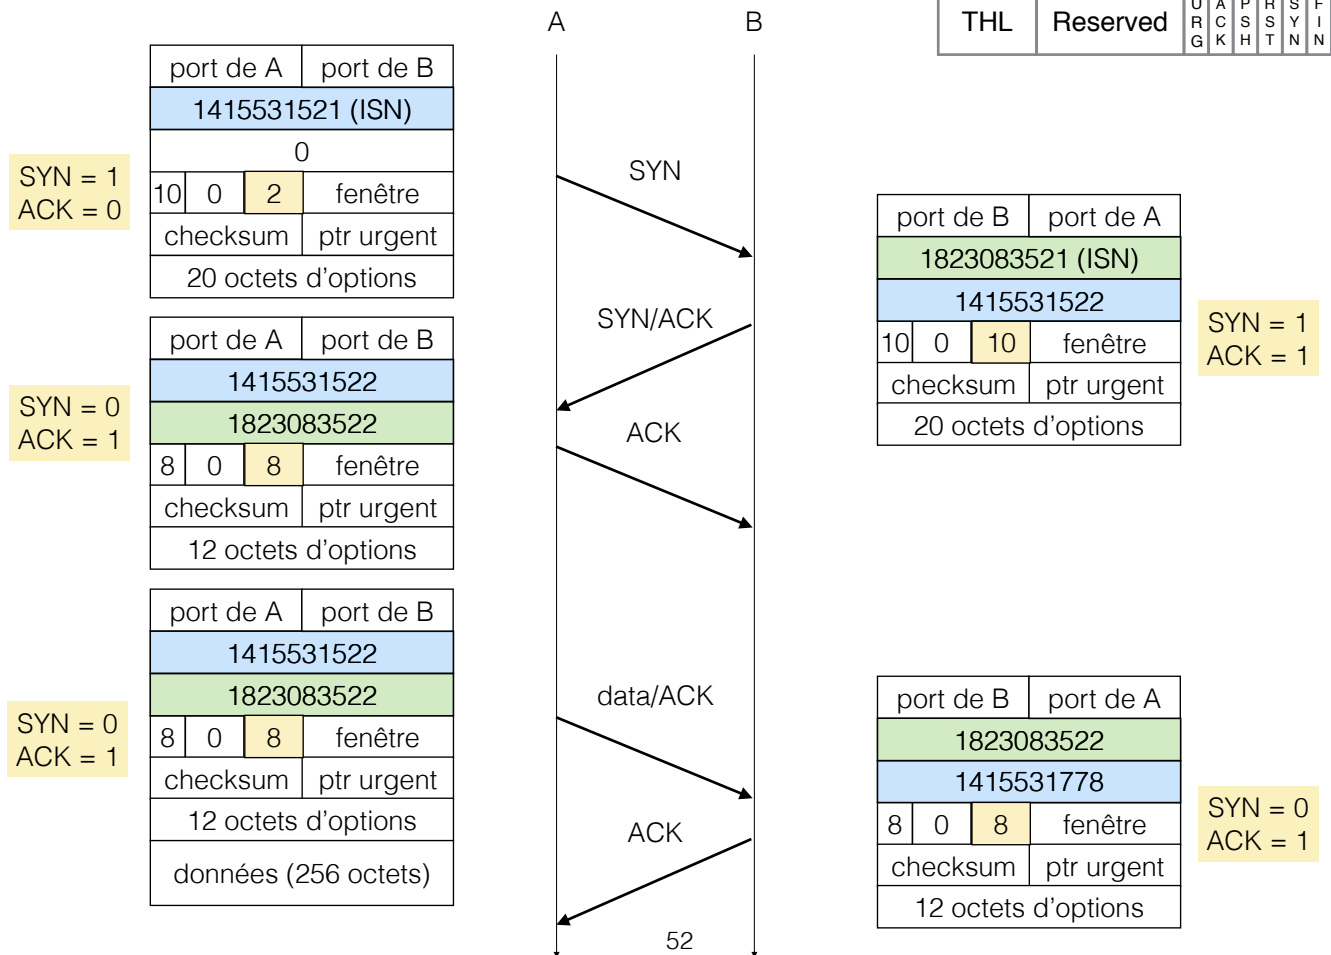 A
B
THL
Reserved
URG
ACK
PSH
RST
SYN
FIN
port de A
port de B
1415531521 (ISN)
0
10
0
2
fenêtre
checksum
ptr urgent
20 octets d'options
SYN = 1
ACK = 0
SYN
port de B
port de A
1823083521 (ISN)
1415531522
10
0
10
fenêtre
checksum
ptr urgent
20 octets d'options
SYN = 1
ACK = 1
SYN/ACK
port de A
port de B
1415531522
1823083522
8
0
8
fenêtre
checksum
ptr urgent
12 octets d'options
SYN = 0
ACK = 1
ACK
port de A
port de B
1415531522
1823083522
8
0
8
fenêtre
checksum
ptr urgent
12 octets d'options
données (256 octets)
SYN = 0
ACK = 1
data/ACK
port de B
port de A
1823083522
1415531778
8
0
8
fenêtre
checksum
ptr urgent
12 octets d'options
SYN = 0
ACK = 1
ACK
52